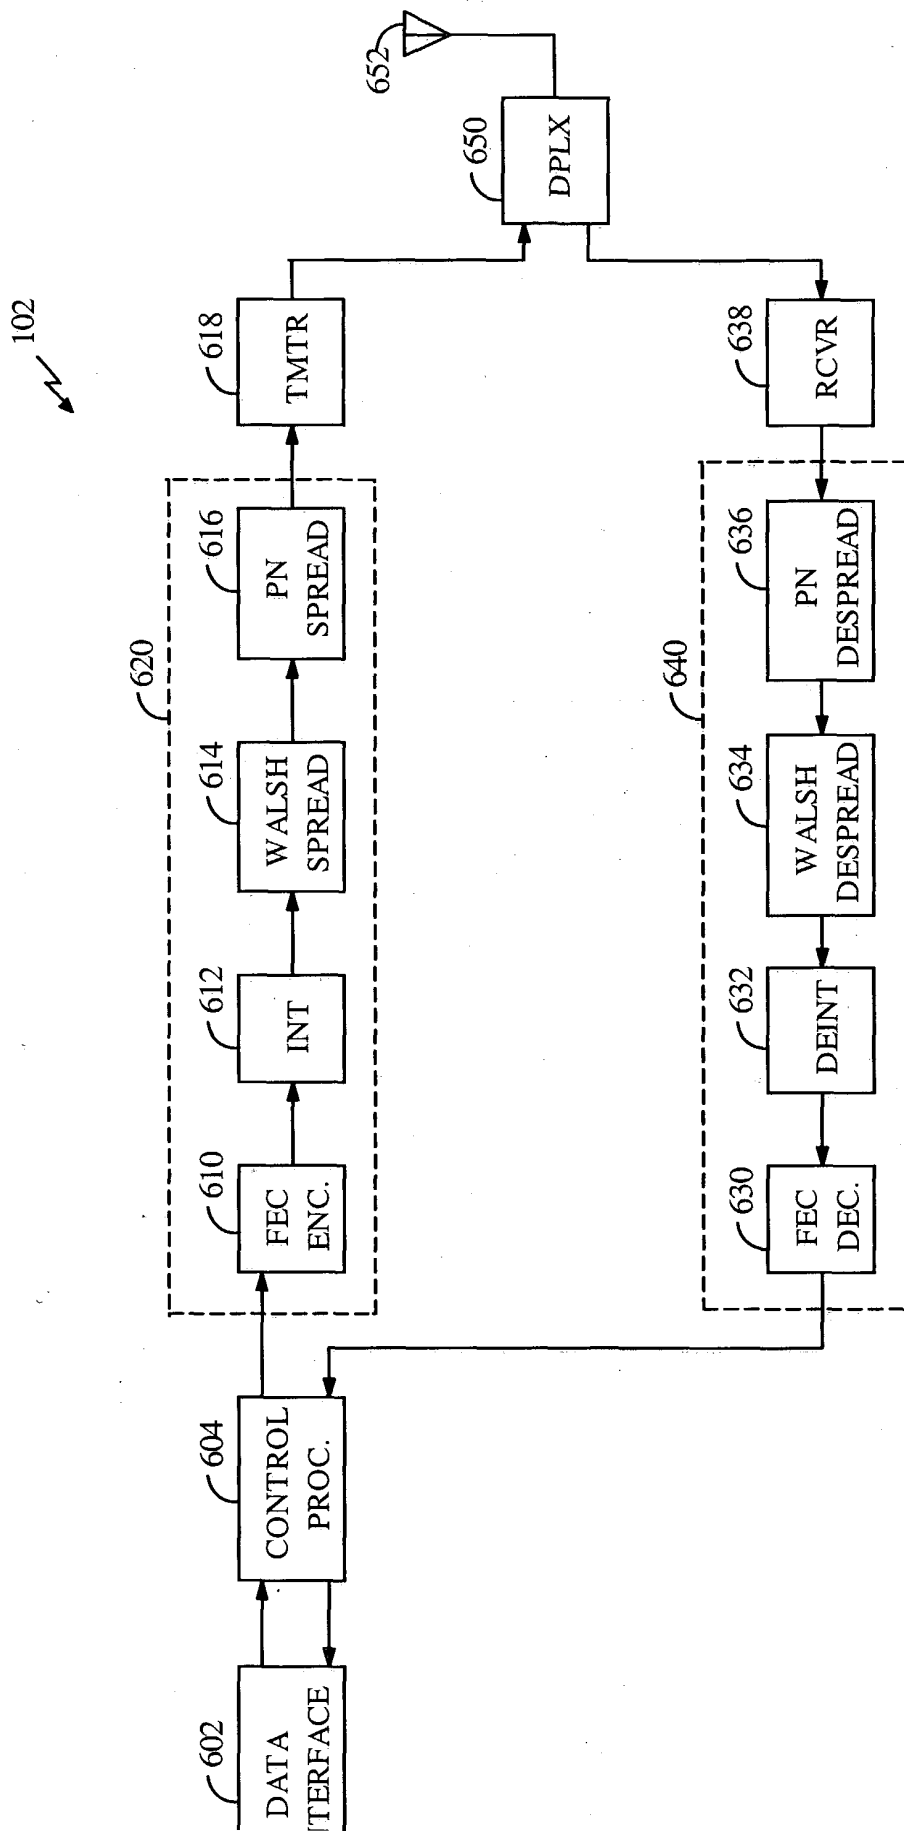 102
602
DATA
NTERFACE
604
CONTROL
PROC.
620
610
FEC
ENC.
612
INT
614
WALSH
SPREAD
616
PN
SPREAD
618
TMTR
650
DPLX
652
640
630
FEC
DEC.
632
DEINT
634
WALSH
DESPREAD
636
PN
DESPREAD
638
RCVR